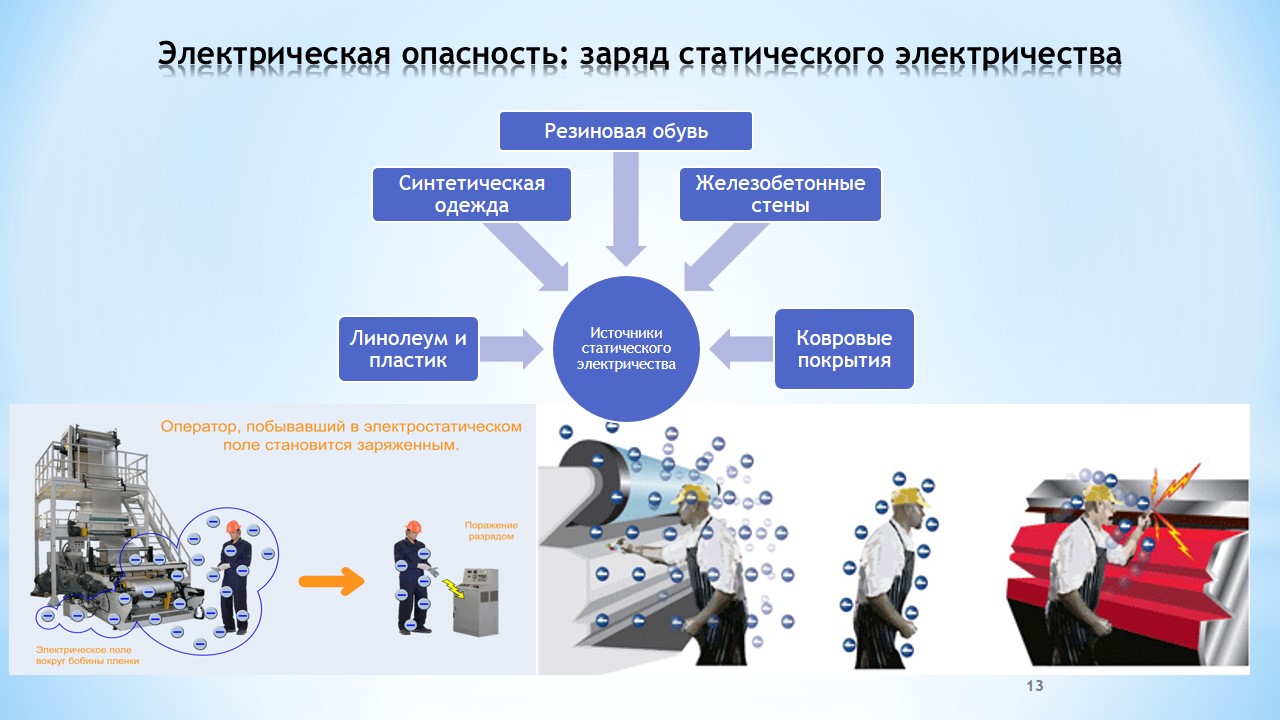 Электрическая опасность: заряд статического электричества
Резиновая обувь
Синтетическая
одежда
Железобетонные
стены
Линолеум и
пластик
Источники
статического
электричества
Ковровые
покрытия
Оператор, побывавший в электростатическом
поле становится заряженным.
Поражение
разрядом
Электрическое поле
вокруг бобины пленки
13